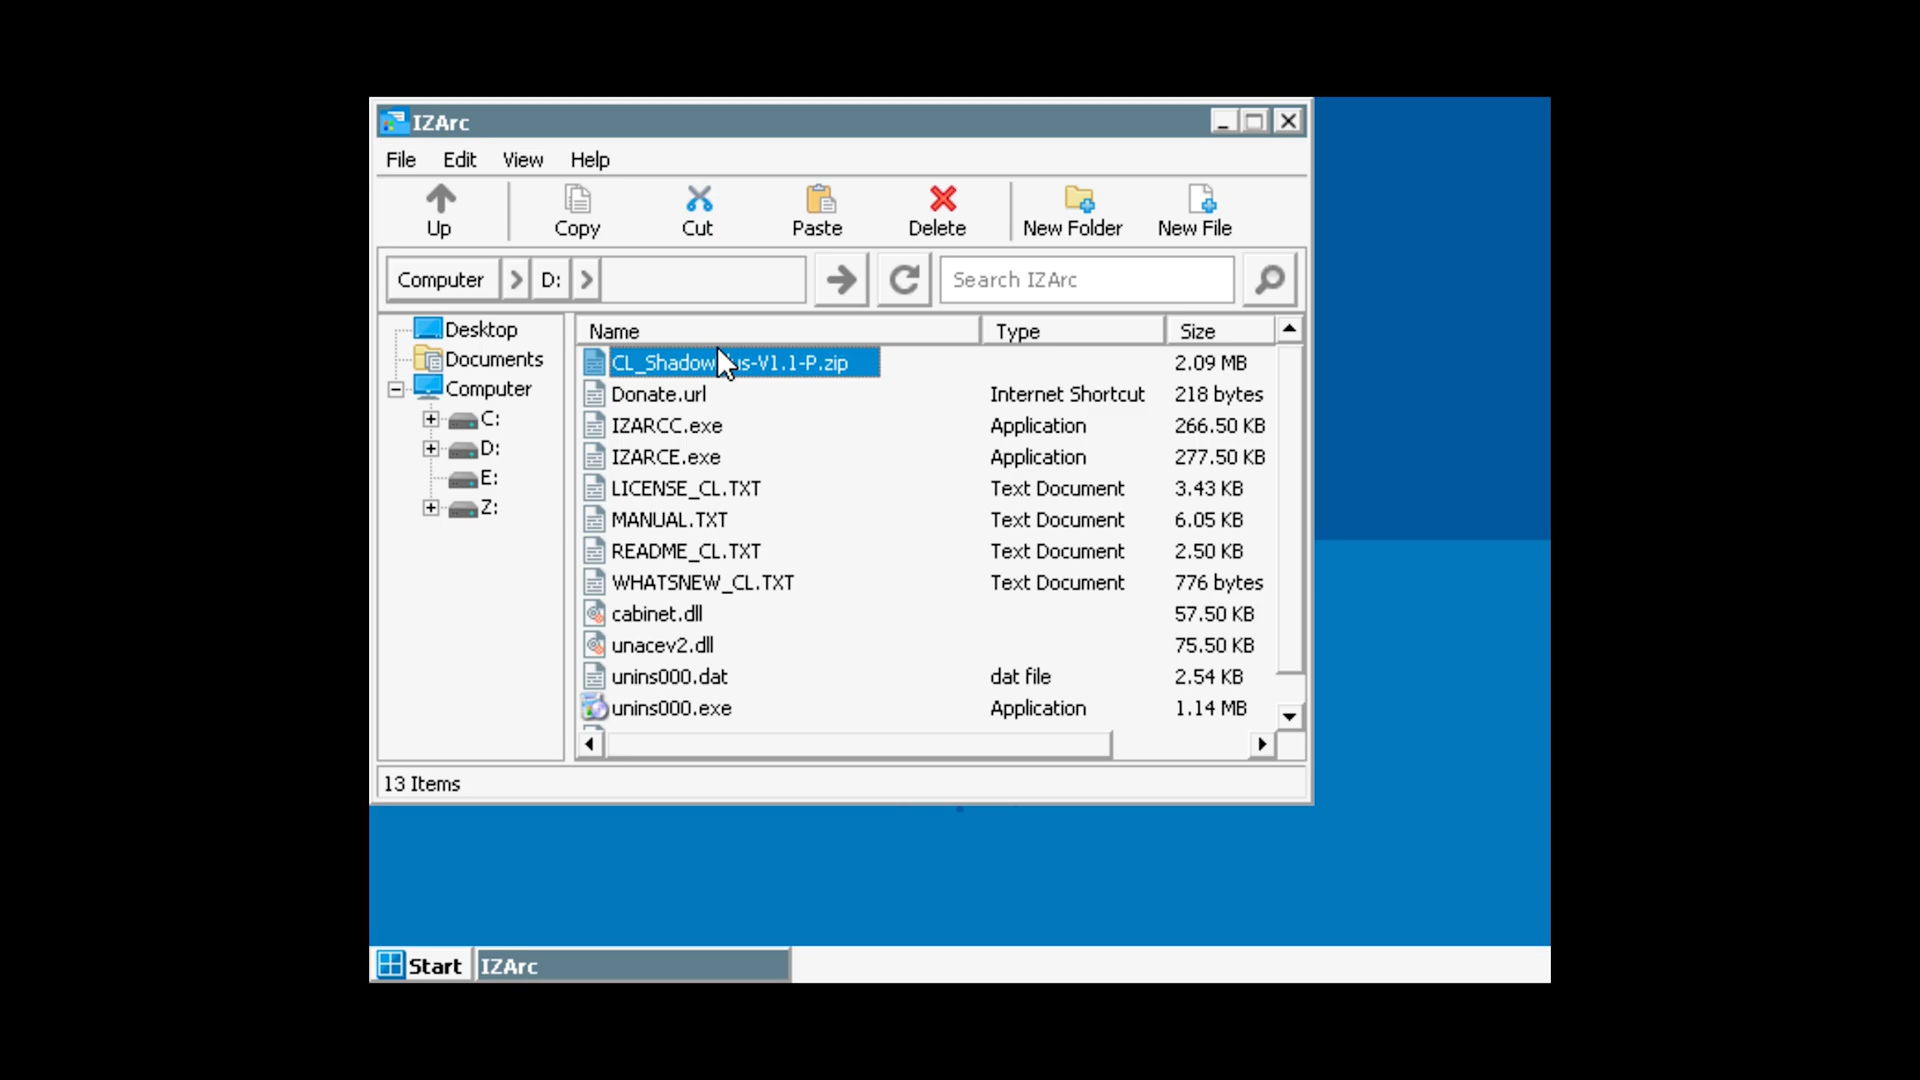 IZArc
File Edit View Help
Up Copy Cut Paste Delete New Folder New File
Computer D: Search IZArc
Desktop
Documents
Computer
C:
D:
E:
Z:
Name Type Size
2.09 MB
Donate.url Internet Shortcut 218 bytes
IZARCC.exe Application 266.50 KB
IZARCE.exe Application 277.50 KB
LICENSE_CL.TXT Text Document 3.43 KB
MANUAL.TXT Text Document 6.05 KB
README_CL.TXT Text Document 2.50 KB
WHATSNEW_CL.TXT Text Document 776 bytes
cabinet.dll 57.50 KB
unacev2.dll 75.50 KB
unins000.dat dat file 2.54 KB
unins000.exe Application 1.14 MB
13 Items
Start IZArc